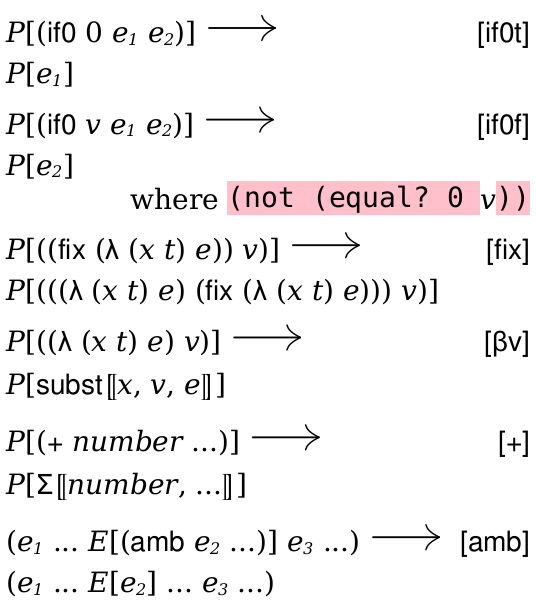 P[(if0 0 e₁ e₂)] ⟶ [if0t]
P[e₁]
P[(if0 v e₁ e₂)] ⟶ [if0f]
P[e₂]
where (not (equal? 0 v))
P[((fix (λ (x t) e)) v)] ⟶ [fix]
P[(((λ (x t) e) (fix (λ (x t) e))) v)]
P[((λ (x t) e) v)] ⟶ [βv]
P[subst⟦x, v, e⟧]
P[(+ number ...)] ⟶ [+]
P[Σ⟦number, ...⟧]
(e₁ ... E[(amb e₂ ...)] e₃ ...) ⟶ [amb]
(e₁ ... E[e₂] ... e₃ ...)